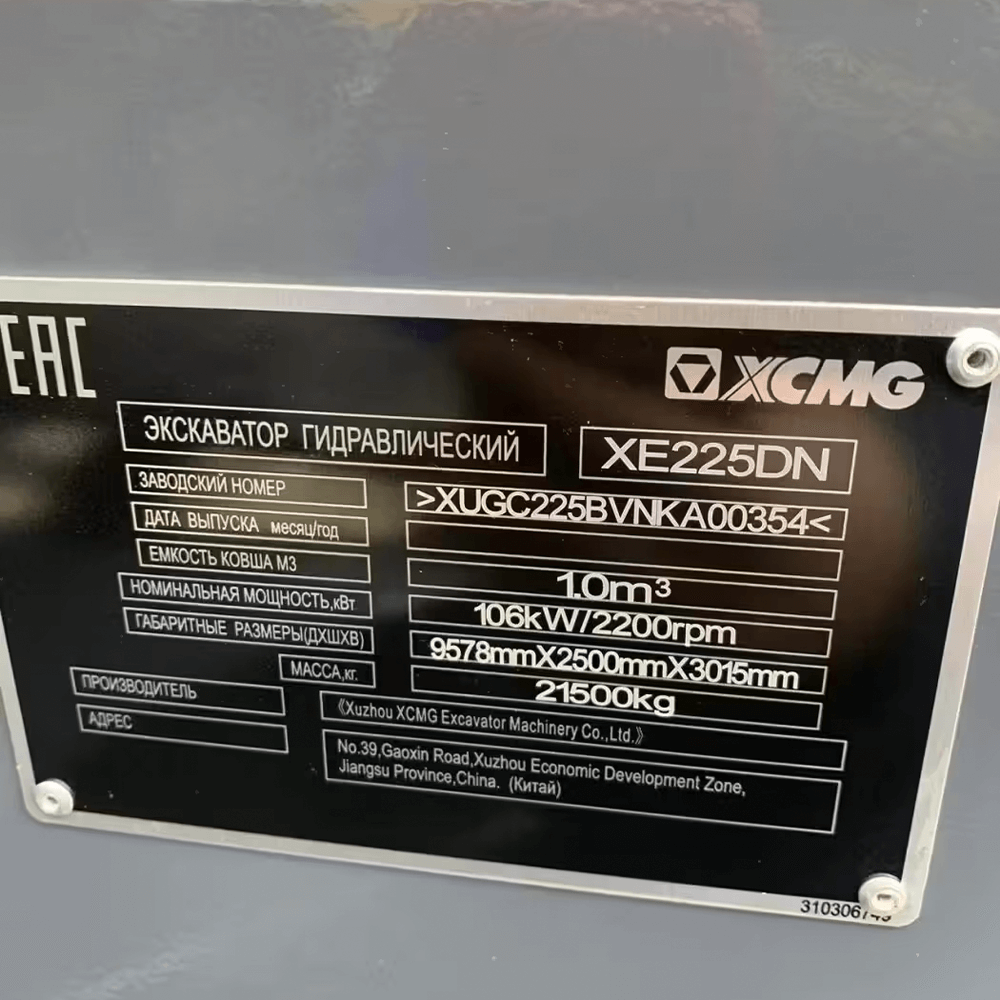 EAC
XCMG
ЭКСКАВАТОР ГИДРАВЛИЧЕСКИЙ XE225DN
ЗАВОДСКИЙ НОМЕР >XUGC225BVNKA00354<
ДАТА ВЫПУСКА месяц/год
ЕМКОСТЬ КОВША М3 1.0m³
НОМИНАЛЬНАЯ МОЩНОСТЬ,кВт 106kW/2200rpm
ГАБАРИТНЫЕ РАЗМЕРЫ(ДХШХВ) 9578mmX2500mmX3015mm
МАССА,кг. 21500kg
ПРОИЗВОДИТЕЛЬ 《Xuzhou XCMG Excavator Machinery Co.,Ltd.》
АДРЕС No.39,Gaoxin Road,Xuzhou Economic Development Zone,
Jiangsu Province,China. (Китай)